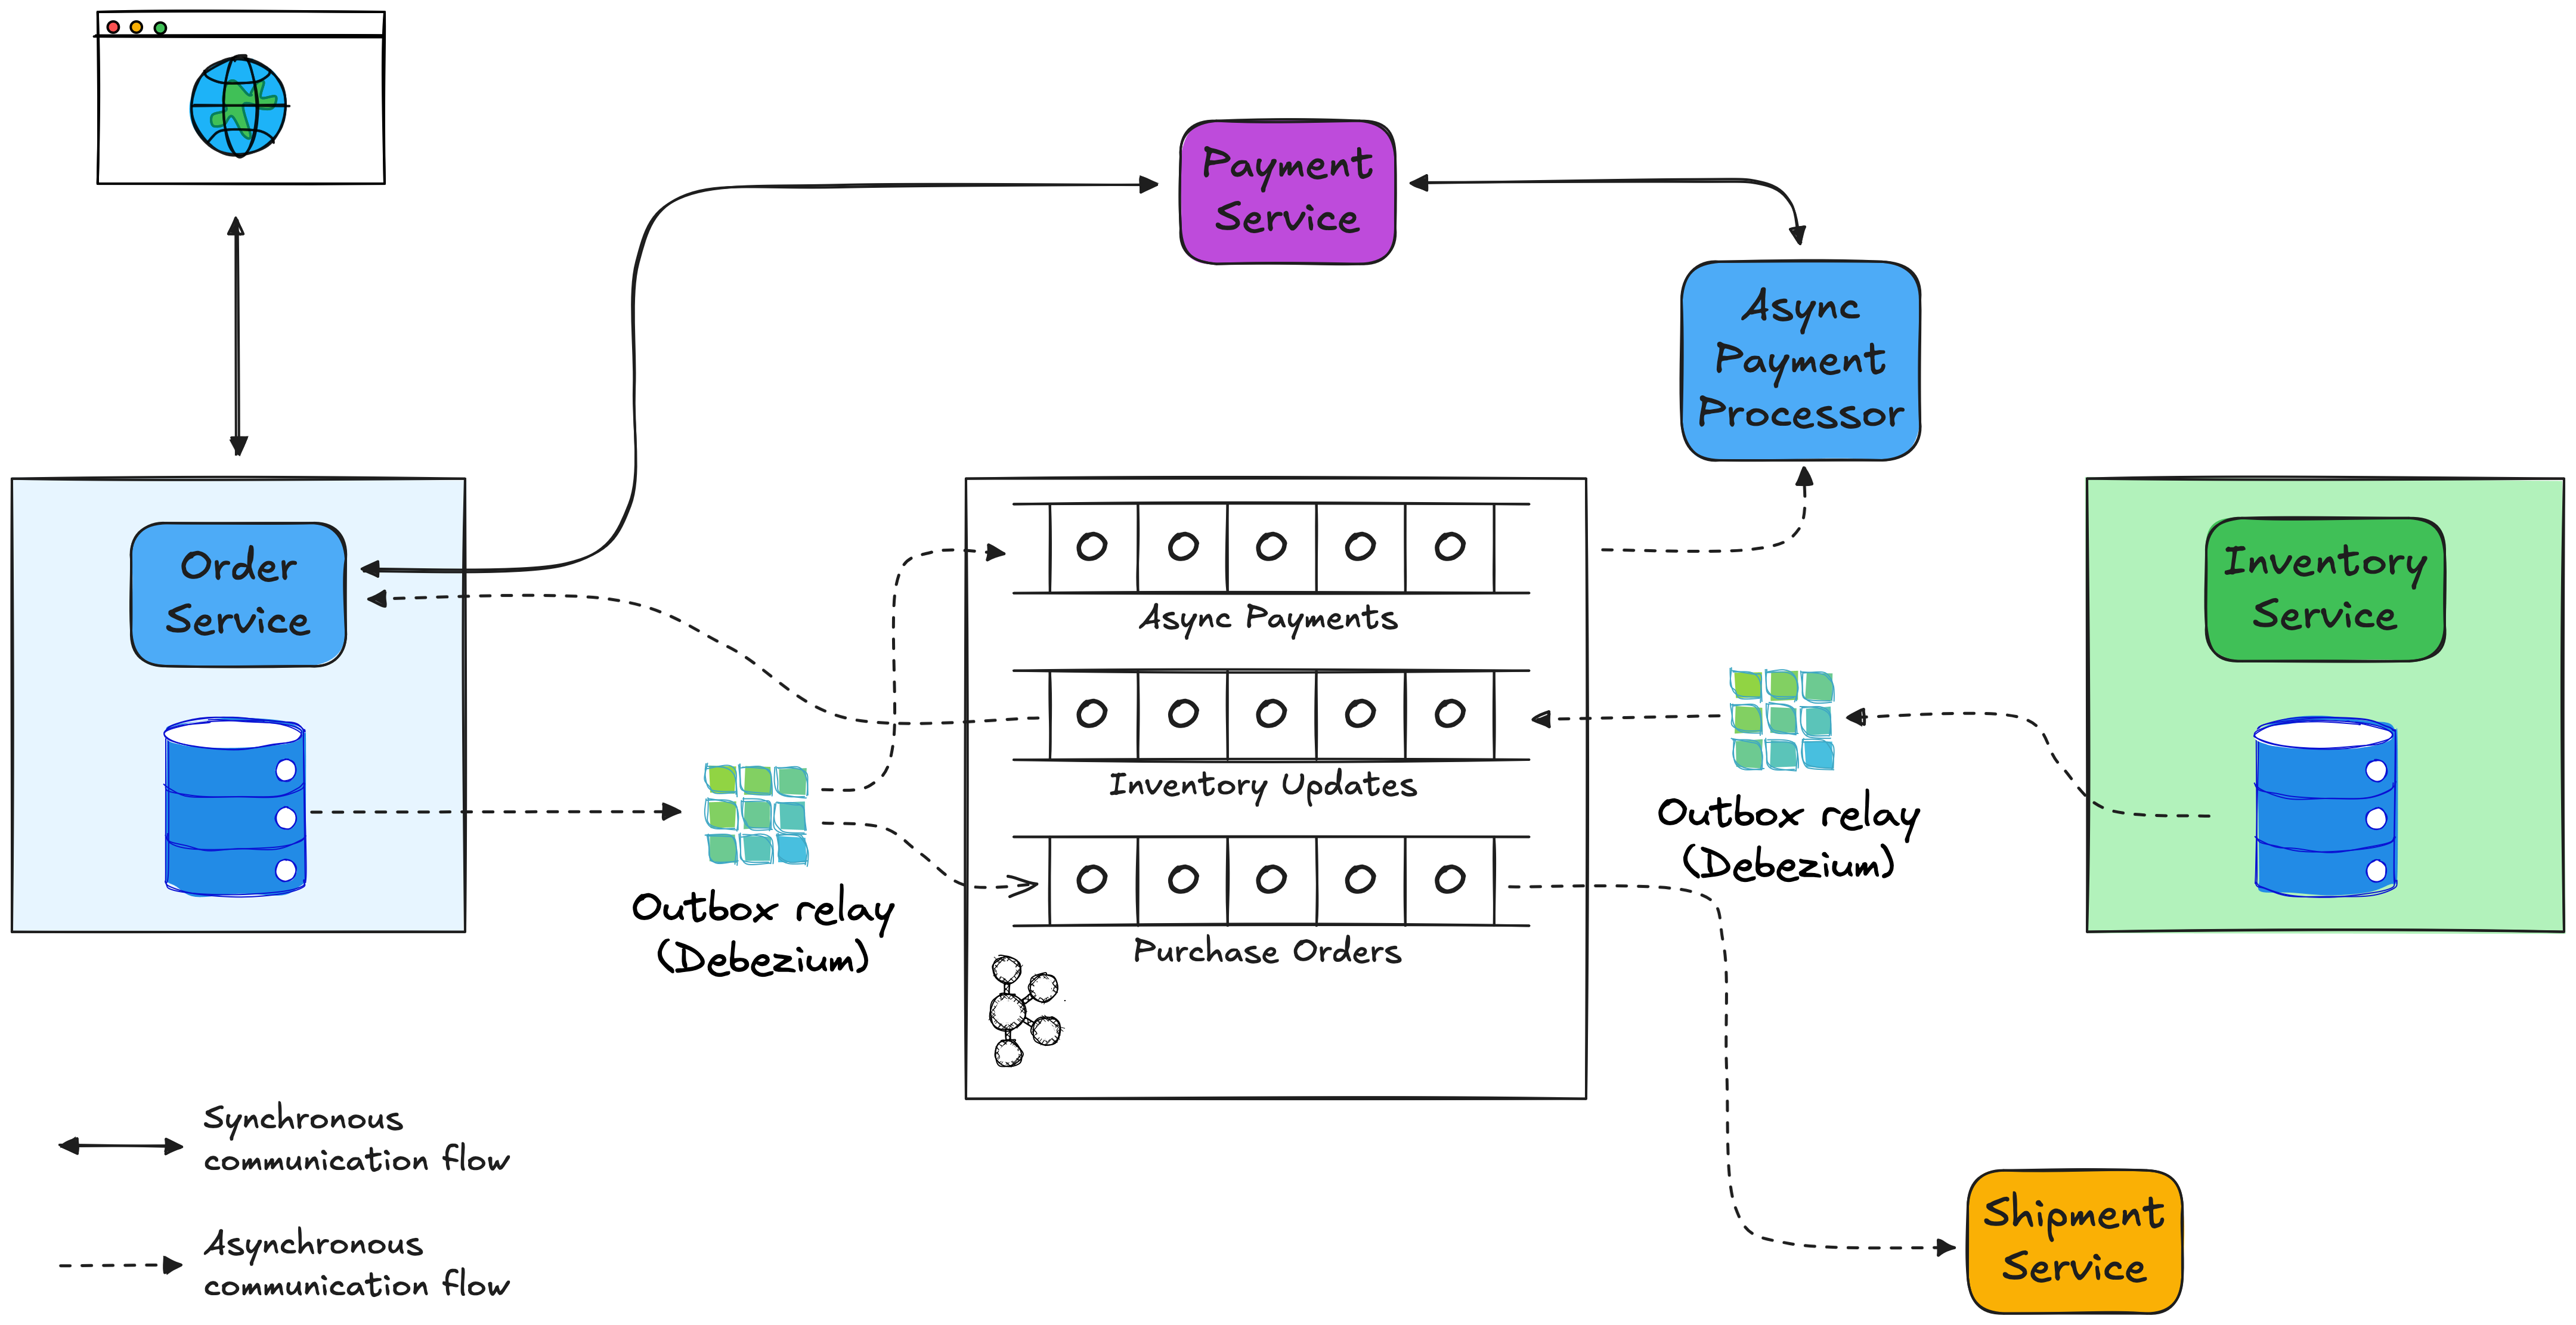 Payment
Service
Async
Payment
Processor
Order
Service
Async Payments
Inventory Updates
Purchase Orders
Inventory
Service
Outbox relay
(Debezium)
Outbox relay
(Debezium)
Synchronous
communication flow
Asynchronous
communication flow
Shipment
Service